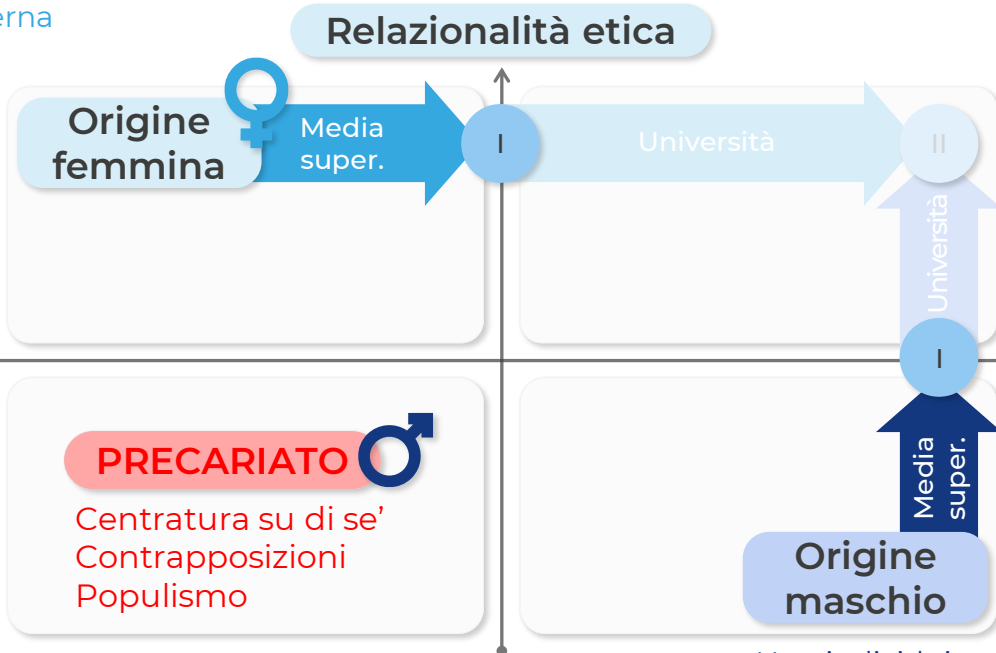 Relazionalità etica
Origine
femmina
Media
super.
I
Università
II
Università
I
PRECARIATO
Centratura su di se’
Contrapposizioni
Populismo
Media
super.
Origine
maschio